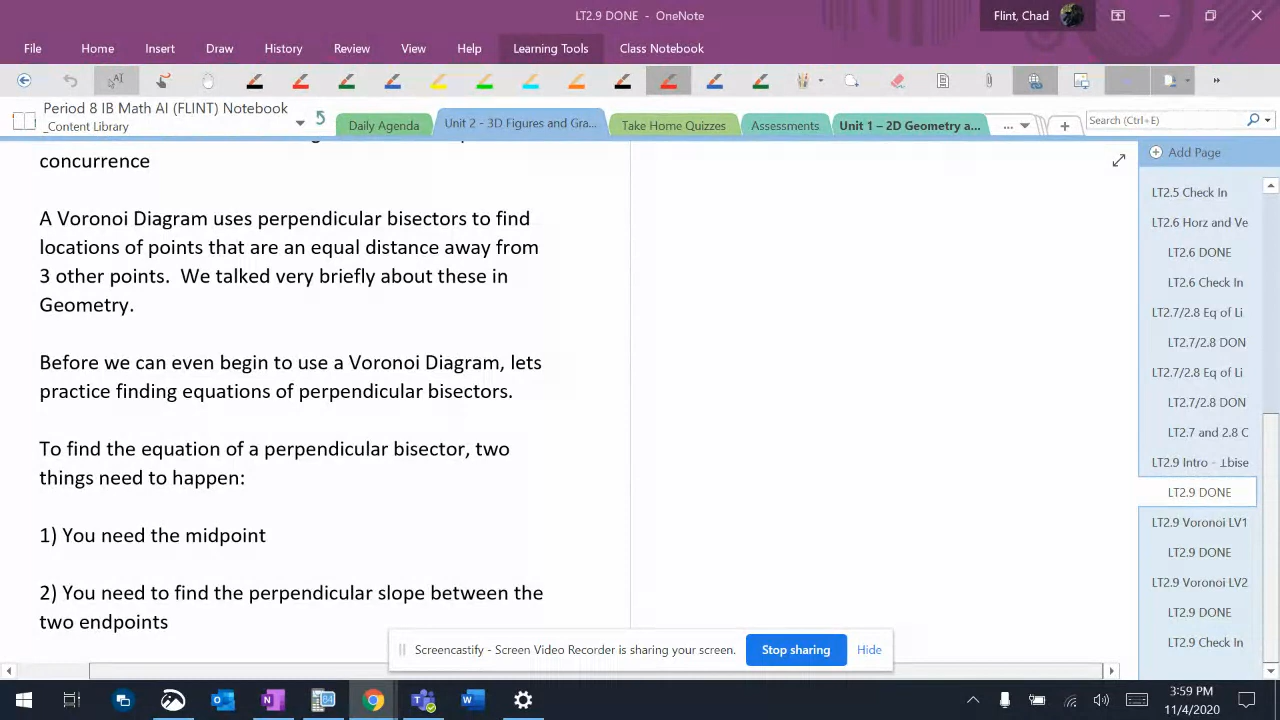 LT2.9 DONE - OneNote
Flint, Chad
File Home Insert Draw History Review View Help Learning Tools Class Notebook
Period 8 IB Math AI (FLINT) Notebook
_Content Library
Daily Agenda
Unit 2 - 3D Figures and Gra...
Take Home Quizzes
Assessments
Unit 1 – 2D Geometry a...
...
Search (Ctrl+E)
concurrence
A Voronoi Diagram uses perpendicular bisectors to find
locations of points that are an equal distance away from
3 other points. We talked very briefly about these in
Geometry.
Before we can even begin to use a Voronoi Diagram, lets
practice finding equations of perpendicular bisectors.
To find the equation of a perpendicular bisector, two
things need to happen:
1) You need the midpoint
2) You need to find the perpendicular slope between the
two endpoints
Add Page
LT2.5 Check In
LT2.6 Horz and Ve
LT2.6 DONE
LT2.6 Check In
LT2.7/2.8 Eq of Li
LT2.7/2.8 DON
LT2.7/2.8 Eq of Li
LT2.7/2.8 DON
LT2.7 and 2.8 C
LT2.9 Intro - ⊥bise
LT2.9 DONE
LT2.9 Voronoi LV1
LT2.9 DONE
LT2.9 Voronoi LV2
LT2.9 DONE
LT2.9 Check In
Screencastify - Screen Video Recorder is sharing your screen.
Stop sharing
Hide
3:59 PM
11/4/2020